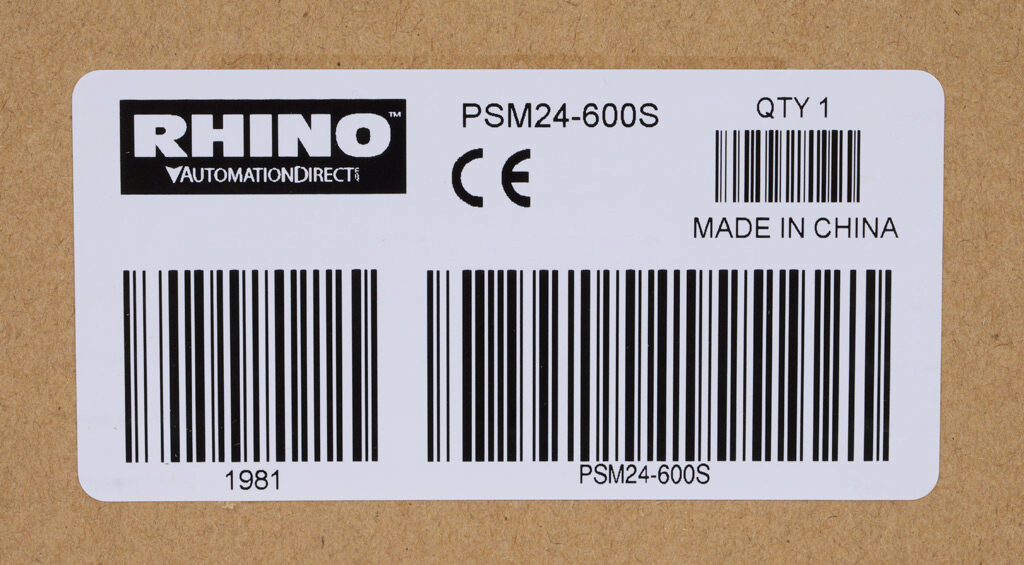 RHINO™
AUTOMATIONDIRECT
PSM24-600S
CE
QTY 1
MADE IN CHINA
1981
PSM24-600S